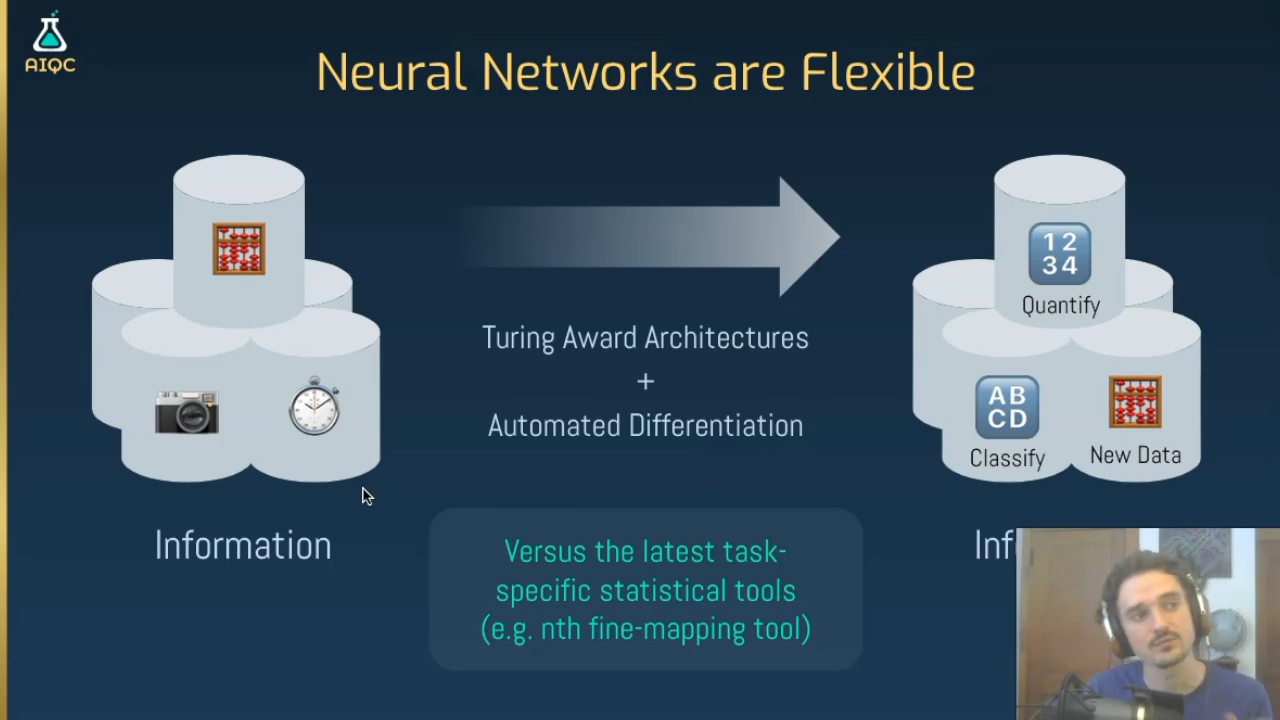 AIQC
Neural Networks are Flexible
1 2
3 4
Quantify
Turing Award Architectures
+
Automated Differentiation
AB
CD
Classify
New Data
Information
Inf
Versus the latest task-
specific statistical tools
(e.g. nth fine-mapping tool)